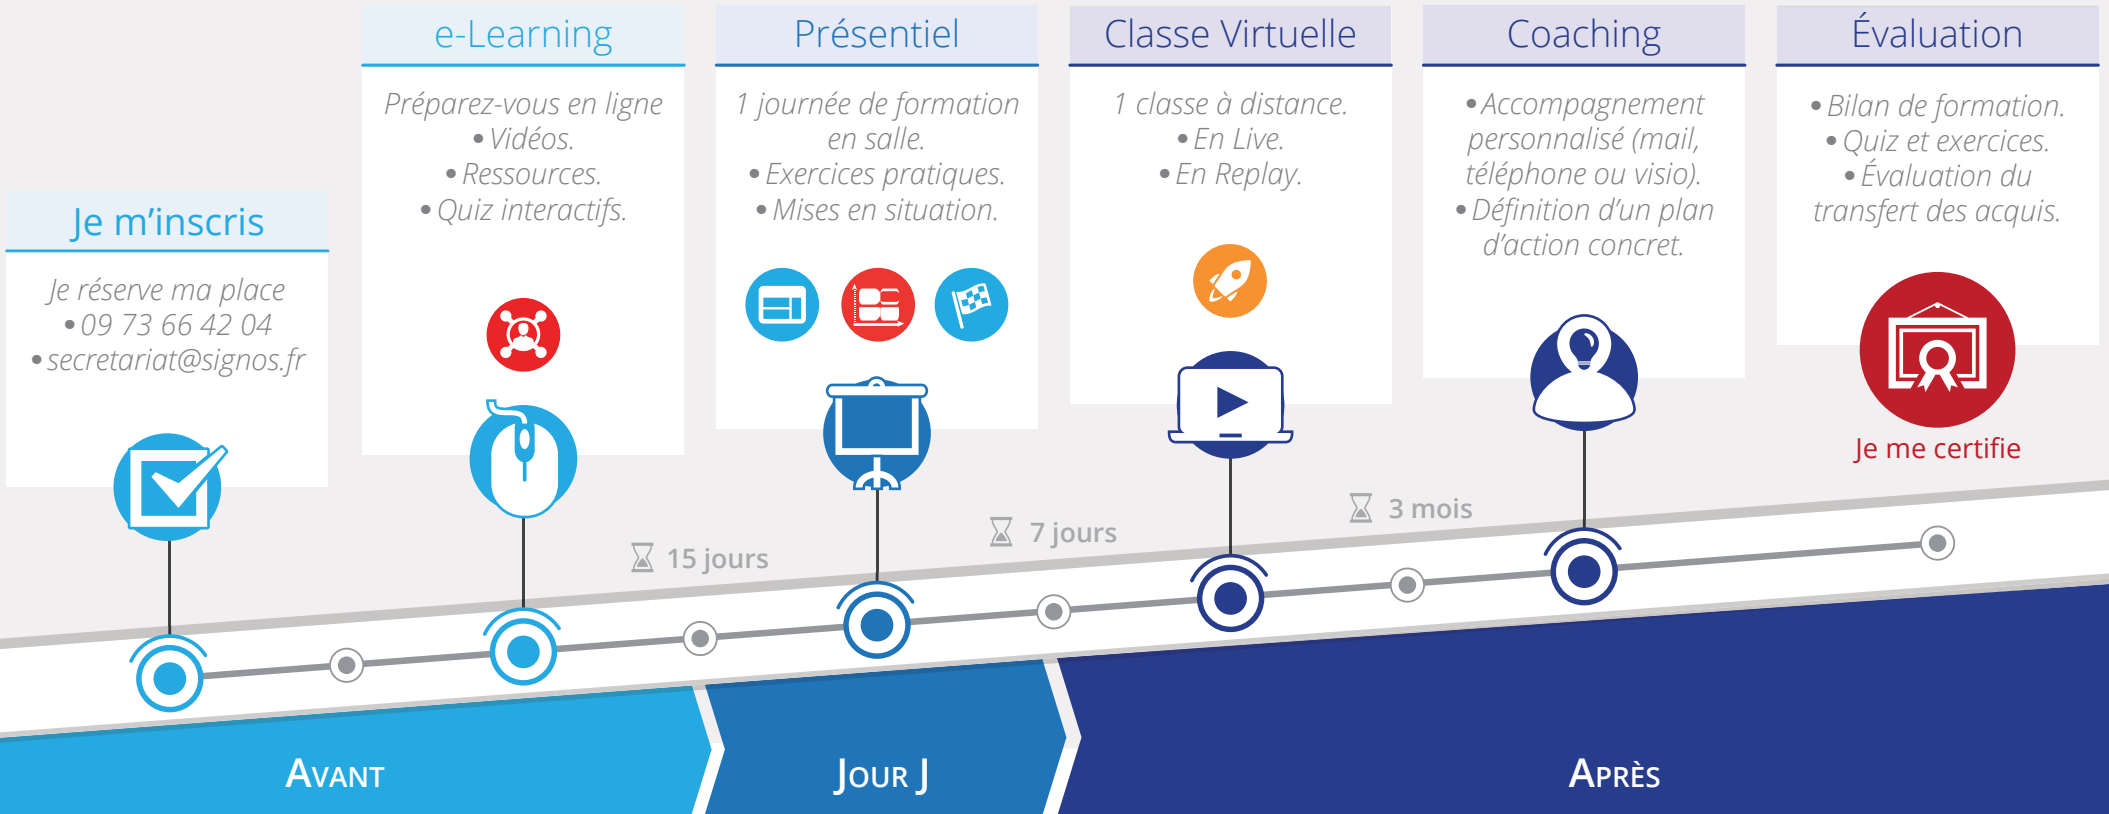 Je m'inscris
Je réserve ma place
• 09 73 66 42 04
• secretariat@signos.fr
e-Learning
Préparez-vous en ligne
• Vidéos.
• Ressources.
• Quiz interactifs.
Présentiel
1 journée de formation
en salle.
• Exercices pratiques.
• Mises en situation.
Classe Virtuelle
1 classe à distance.
• En Live.
• En Replay.
Coaching
• Accompagnement
personnalisé (mail,
téléphone ou visio).
• Définition d'un plan
d'action concret.
Évaluation
• Bilan de formation.
• Quiz et exercices.
• Évaluation du
transfert des acquis.
Je me certifie
15 jours
7 jours
3 mois
Avant
Jour J
Après